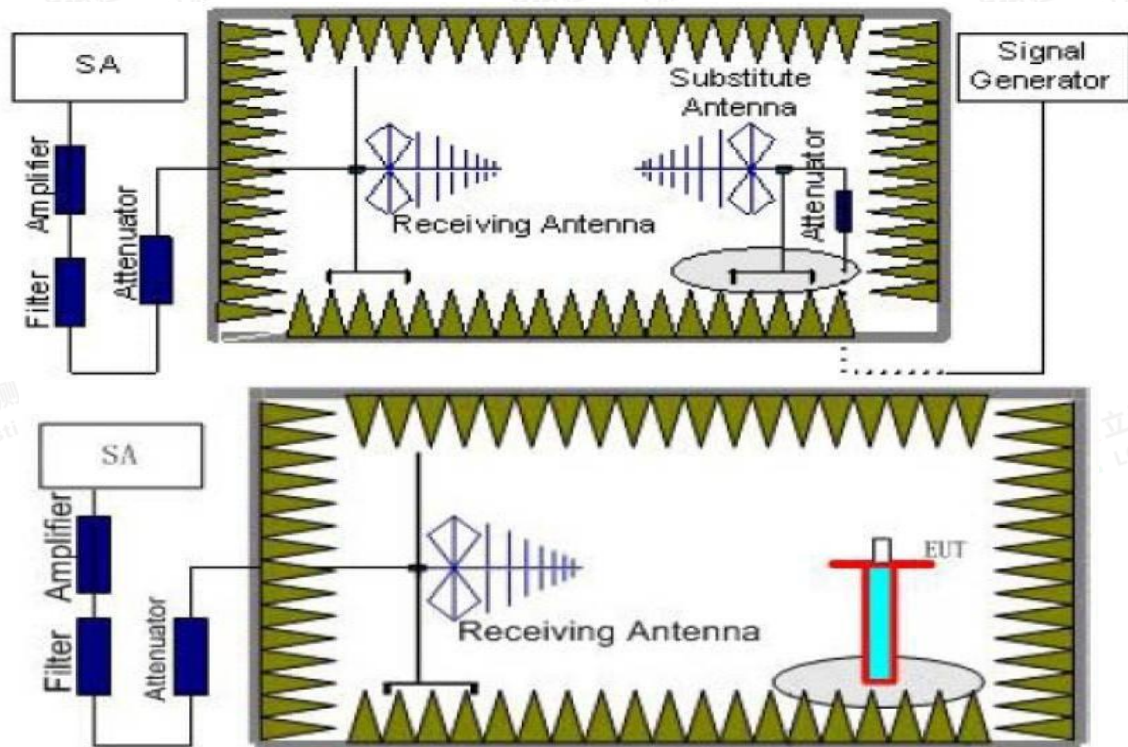 SA
Signal
Generator
Substitute
Antenna
Amplifier
Attenuator
Attenuator
Receiving Antenna
Filter
SA
Amplifier
EUT
Receiving Antenna
Filter
Attenuator